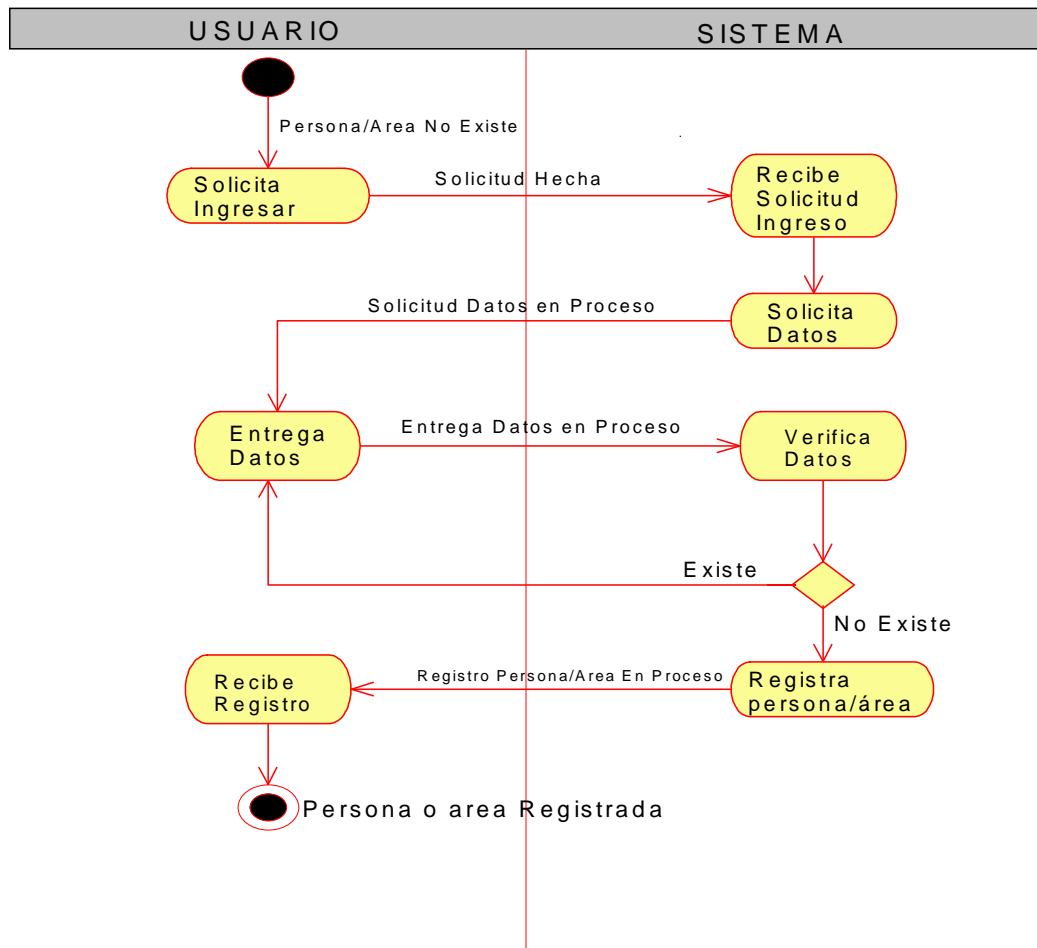 USUARIO
SISTEMA
Persona/Area No Existe
Solicita
Ingresar
Solicitud Hecha
Recibe
Solicitud
Ingreso
Solicitud Datos en Proceso
Solicita
Datos
Entrega
Datos
Entrega Datos en Proceso
Verifica
Datos
Existe
No Existe
Recibe
Registro
Registro Persona/Area En Proceso
Registra
persona/área
Persona o area Registrada